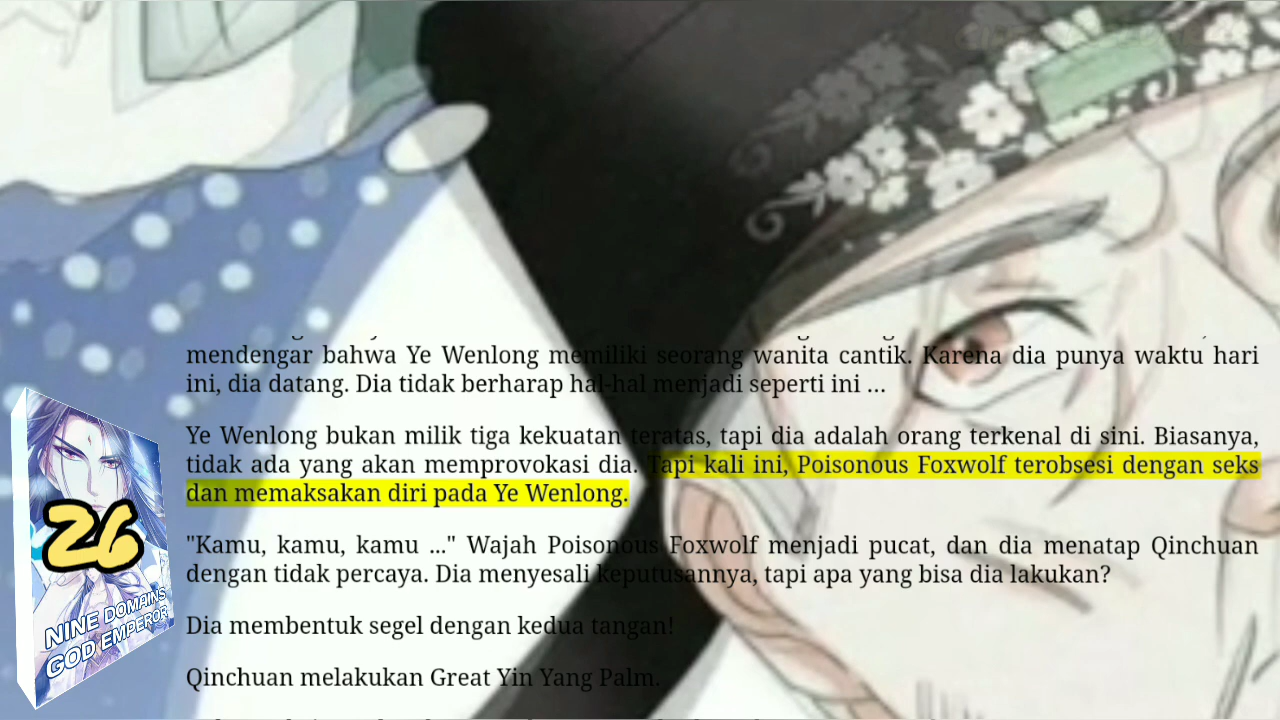 mendengar bahwa Ye Wenlong memiliki seorang wanita cantik. Karena dia punya waktu hari
ini, dia datang. Dia tidak berharap hal-hal menjadi seperti ini ...
Ye Wenlong bukan milik tiga kekuatan teratas, tapi dia adalah orang terkenal di sini. Biasanya,
tidak ada yang akan memprovokasi dia. Tapi kali ini, Poisonous Foxwolf terobsesi dengan seks
dan memaksakan diri pada Ye Wenlong.
"Kamu, kamu, kamu ..." Wajah Poisonous Foxwolf menjadi pucat, dan dia menatap Qinchuan
dengan tidak percaya. Dia menyesali keputusannya, tapi apa yang bisa dia lakukan?
Dia membentuk segel dengan kedua tangan!
Qinchuan melakukan Great Yin Yang Palm.
26
NINE DOMAINS
GOD EMPEROR